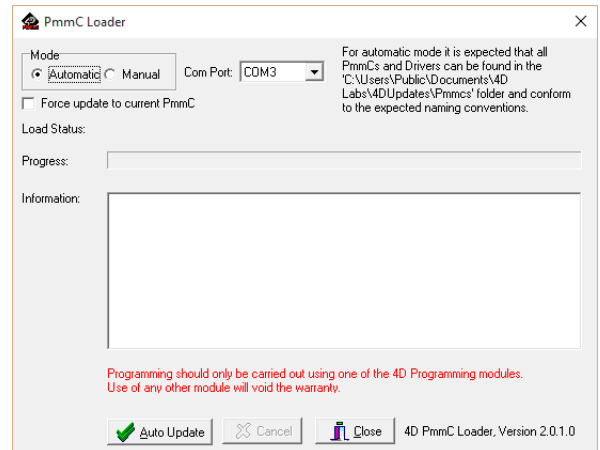 PmmC Loader
Mode
Automatic Manual
Com Port: COM3
For automatic mode it is expected that all
PmmCs and Drivers can be found in the
'C:\Users\Public\Documents\4D
Labs\4DUpdates\Pmmcs' folder and conform
to the expected naming conventions.
Force update to current PmmC
Load Status:
Progress:
Information:
Programming should only be carried out using one of the 4D Programming modules.
Use of any other module will void the warranty.
Auto Update Cancel Close 4D PmmC Loader, Version 2.0.1.0